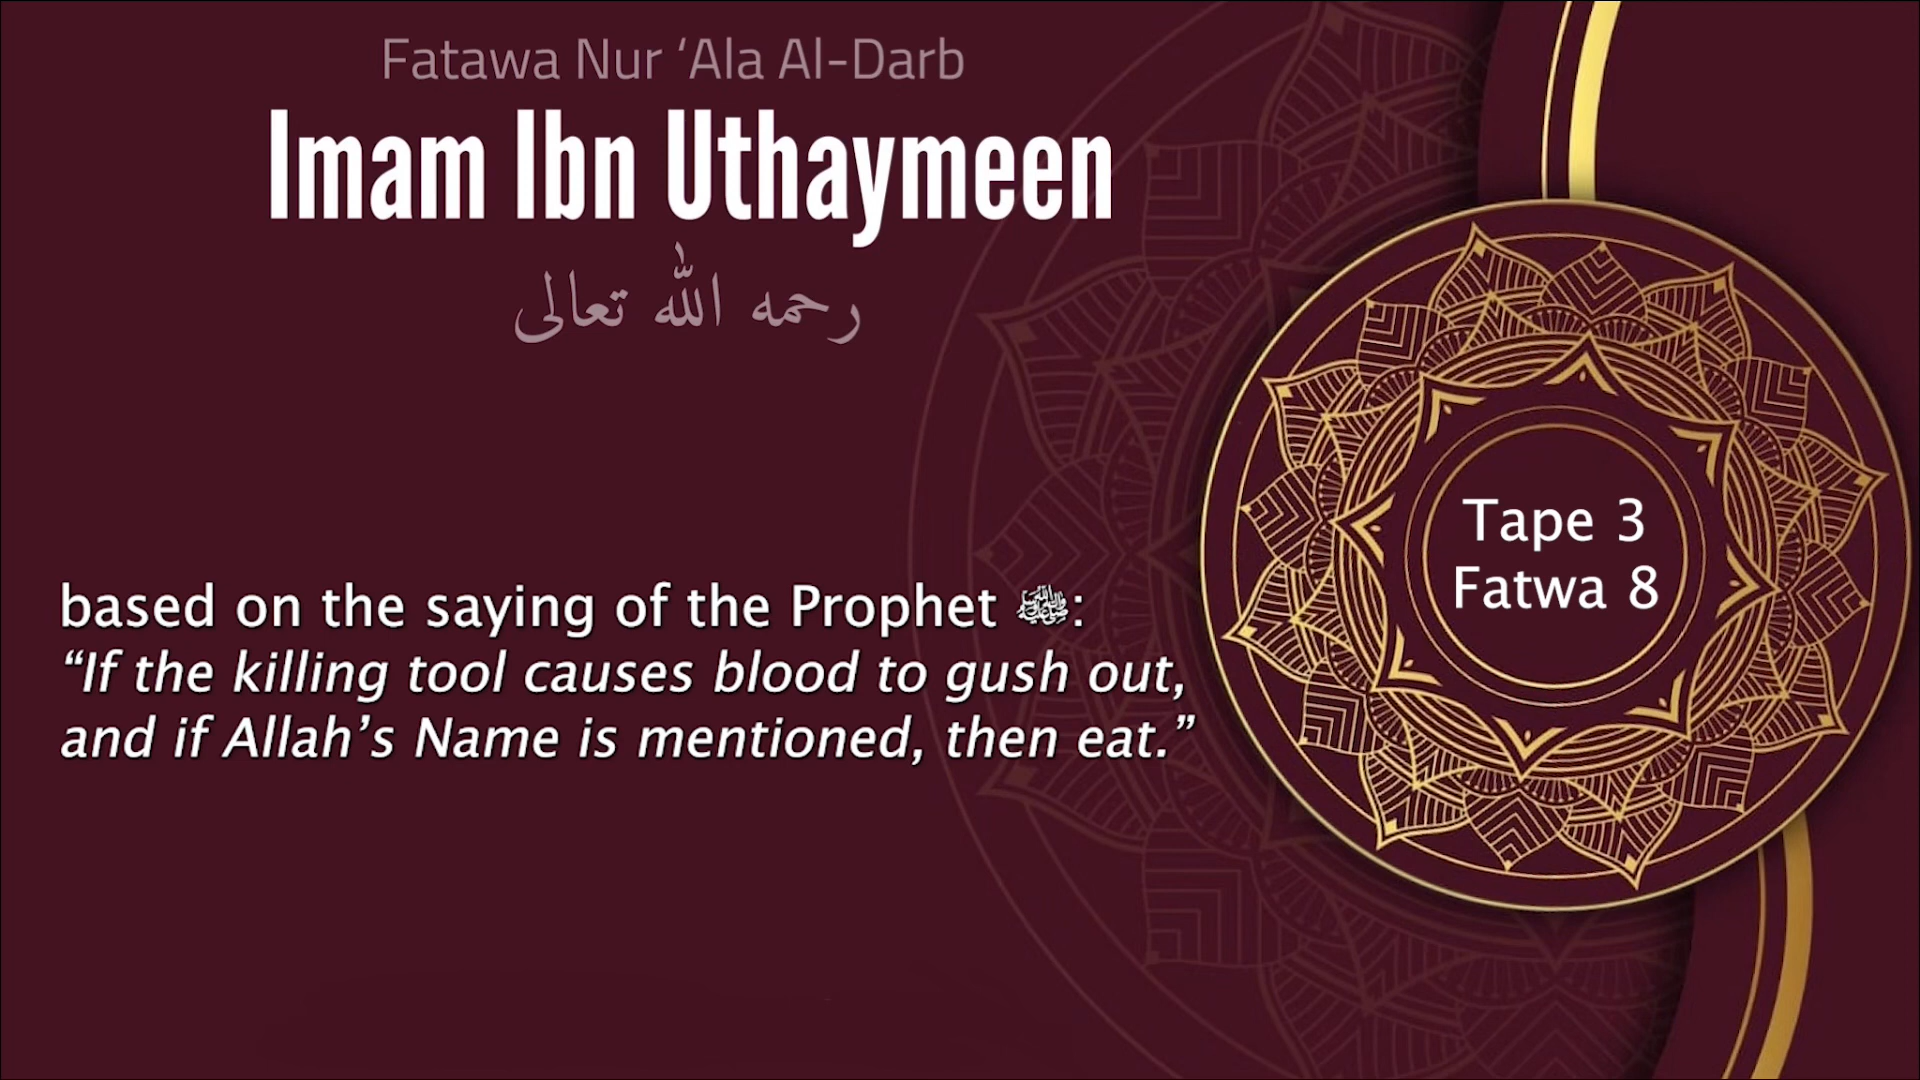 Fatawa Nur ‘Ala Al-Darb
Imam Ibn Uthaymeen
رحمه الله تعالى
based on the saying of the Prophet ﷺ:
“If the killing tool causes blood to gush out,
and if Allah’s Name is mentioned, then eat.”
Tape 3
Fatwa 8